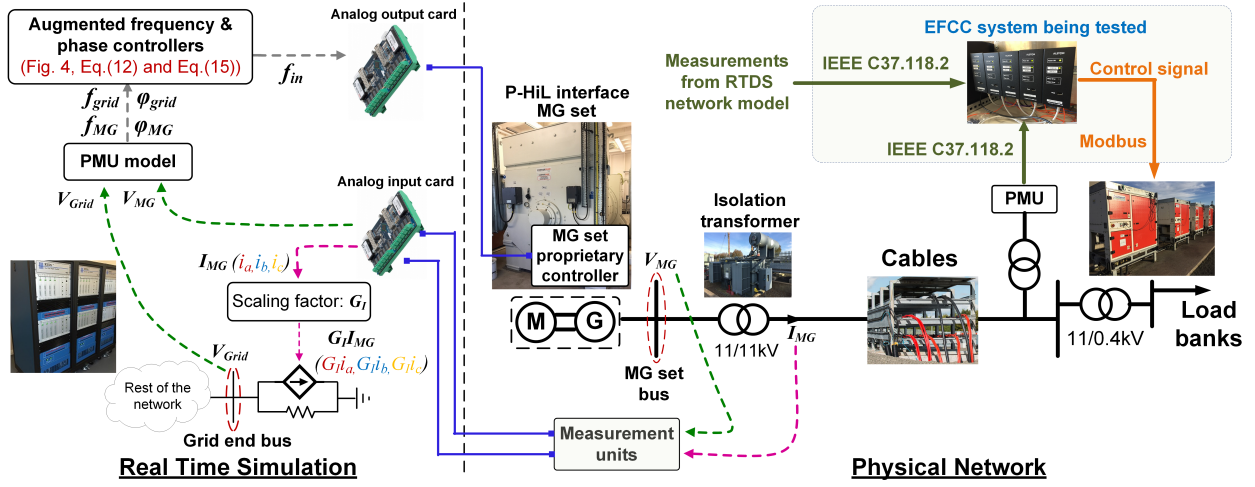 Augmented frequency &
phase controllers
(Fig. 4, Eq.(12) and Eq.(15))
f_in
Analog output card
f_grid φ_grid
f_MG φ_MG
PMU model
V_Grid
V_MG
Analog input card
I_MG (i_a,i_b,i_c)
Scaling factor: G_I
G_I I_MG
(G_I i_a,G_I i_b,G_I i_c)
V_Grid
Rest of the
network
Grid end bus
Real Time Simulation
P-HiL interface
MG set
MG set
proprietary
controller
M
G
V_MG
MG set
bus
Isolation
transformer
11/11kV
I_MG
Measurement
units
Cables
EFCC system being tested
Measurements
from RTDS
network model
IEEE C37.118.2
Control signal
IEEE C37.118.2
Modbus
PMU
11/0.4kV
Load
banks
Physical Network